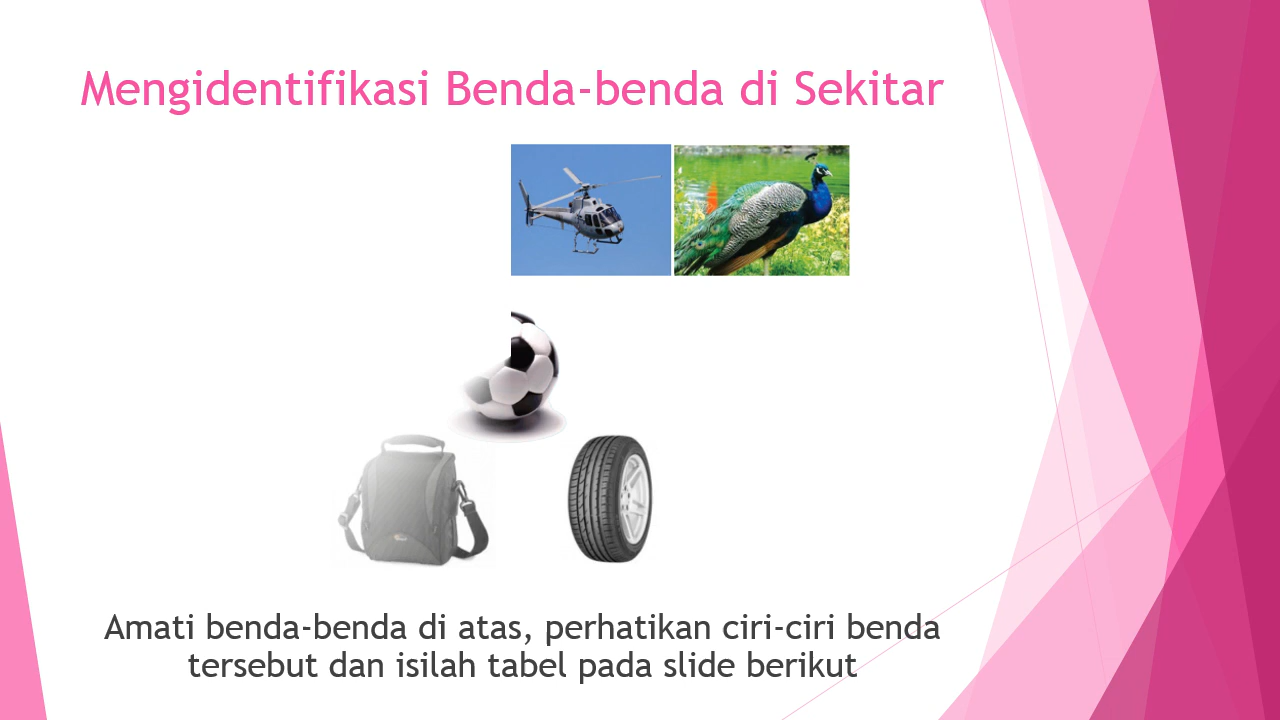 Mengidentifikasi Benda-benda di Sekitar
Amati benda-benda di atas, perhatikan ciri-ciri benda
tersebut dan isilah tabel pada slide berikut